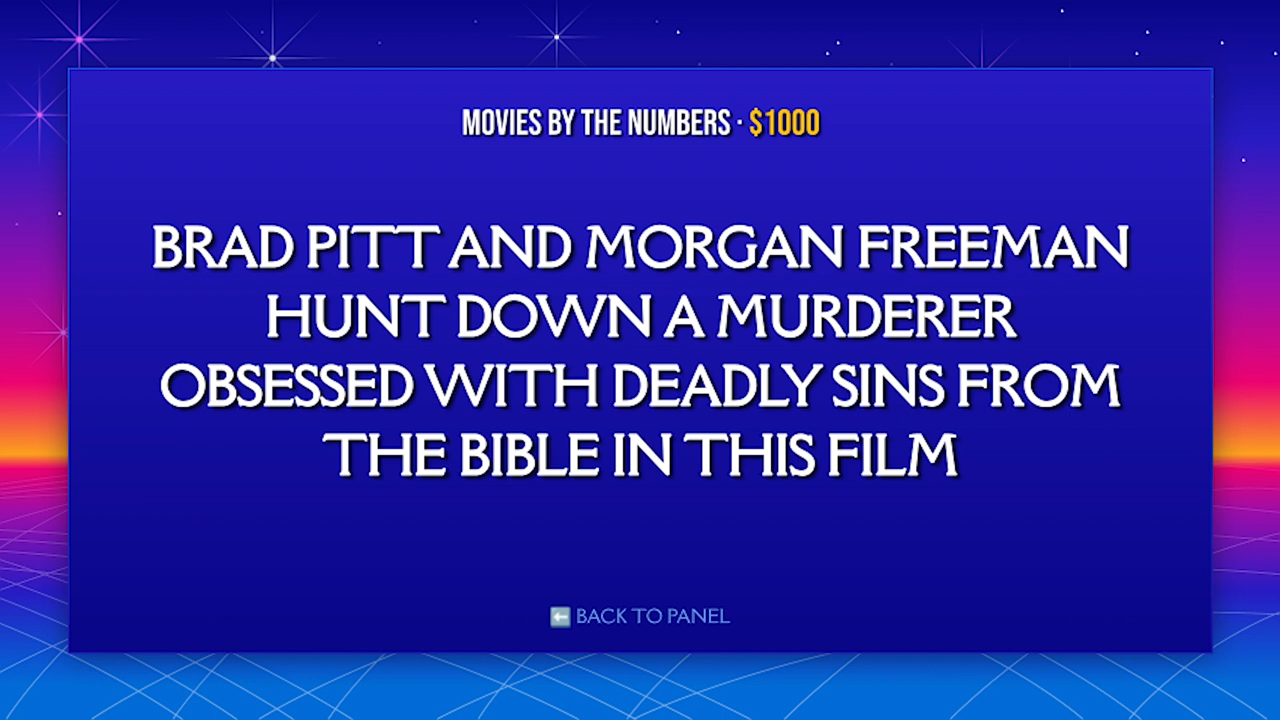 MOVIES BY THE NUMBERS · $1000
BRAD PITT AND MORGAN FREEMAN
HUNT DOWN A MURDERER
OBSESSED WITH DEADLY SINS FROM
THE BIBLE IN THIS FILM
⬅ BACK TO PANEL